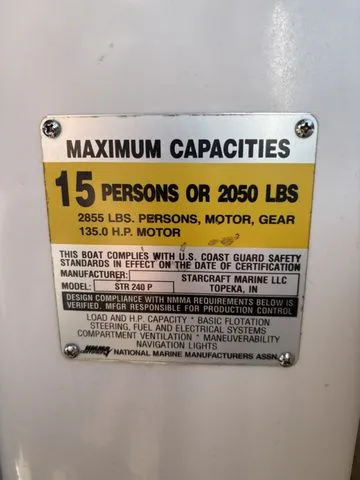 MAXIMUM CAPACITIES
15 PERSONS OR 2050 LBS
2855 LBS. PERSONS, MOTOR, GEAR
135.0 H.P. MOTOR
THIS BOAT COMPLIES WITH U.S. COAST GUARD SAFETY
STANDARDS IN EFFECT ON THE DATE OF CERTIFICATION
MANUFACTURER: STARCRAFT MARINE LLC
MODEL: STR 240 P TOPEKA, IN
DESIGN COMPLIANCE WITH NMMA REQUIREMENTS BELOW IS
VERIFIED. MFGR RESPONSIBLE FOR PRODUCTION CONTROL
LOAD AND H.P. CAPACITY * BASIC FLOTATION
STEERING, FUEL AND ELECTRICAL SYSTEMS
COMPARTMENT VENTILATION * MANEUVERABILITY
NAVIGATION LIGHTS
NMMA NATIONAL MARINE MANUFACTURERS ASSN.